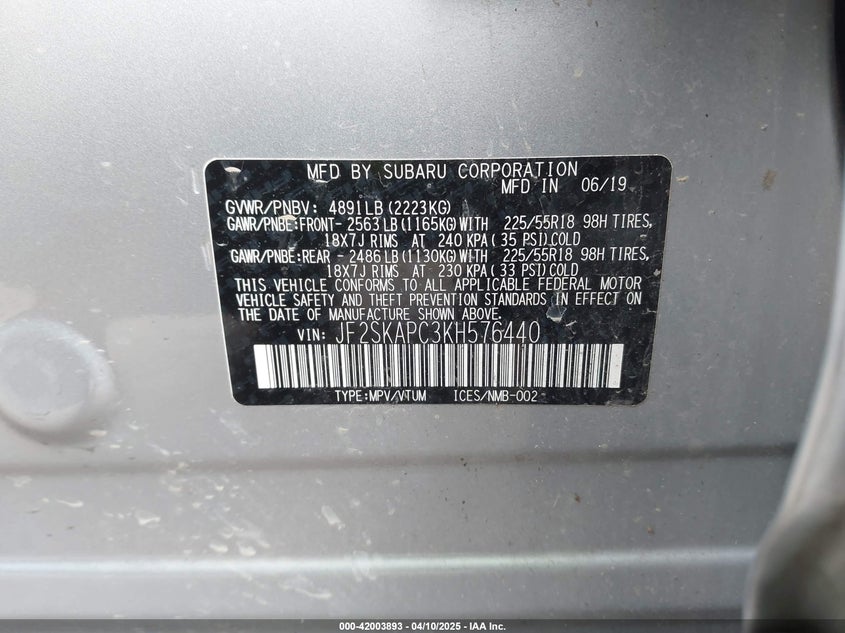 MFD BY SUBARU CORPORATION
MFD IN 06/19
GVWR/PNBV: 4891LB (2223KG)
GAWR/PNBE:FRONT- 2563LB (1165KG) WITH 225/55R18 98H TIRES,
18X7J RIMS AT 240 KPA( 35 PSI)COLD
GAWR/PNBE:REAR - 2486LB (1130KG) WITH 225/55R18 98H TIRES,
18X7J RIMS AT 230 KPA( 33 PSI)COLD
THIS VEHICLE CONFORMS TO ALL APPLICABLE FEDERAL MOTOR
VEHICLE SAFETY AND THEFT PREVENTION STANDARDS IN EFFECT ON
THE DATE OF MANUFACTURE SHOWN ABOVE.
VIN: JF2SKAPC3KH576440
TYPE:MPV/VTUM ICES/NMB-002
000-42003893 - 04/10/2025 - IAA Inc.